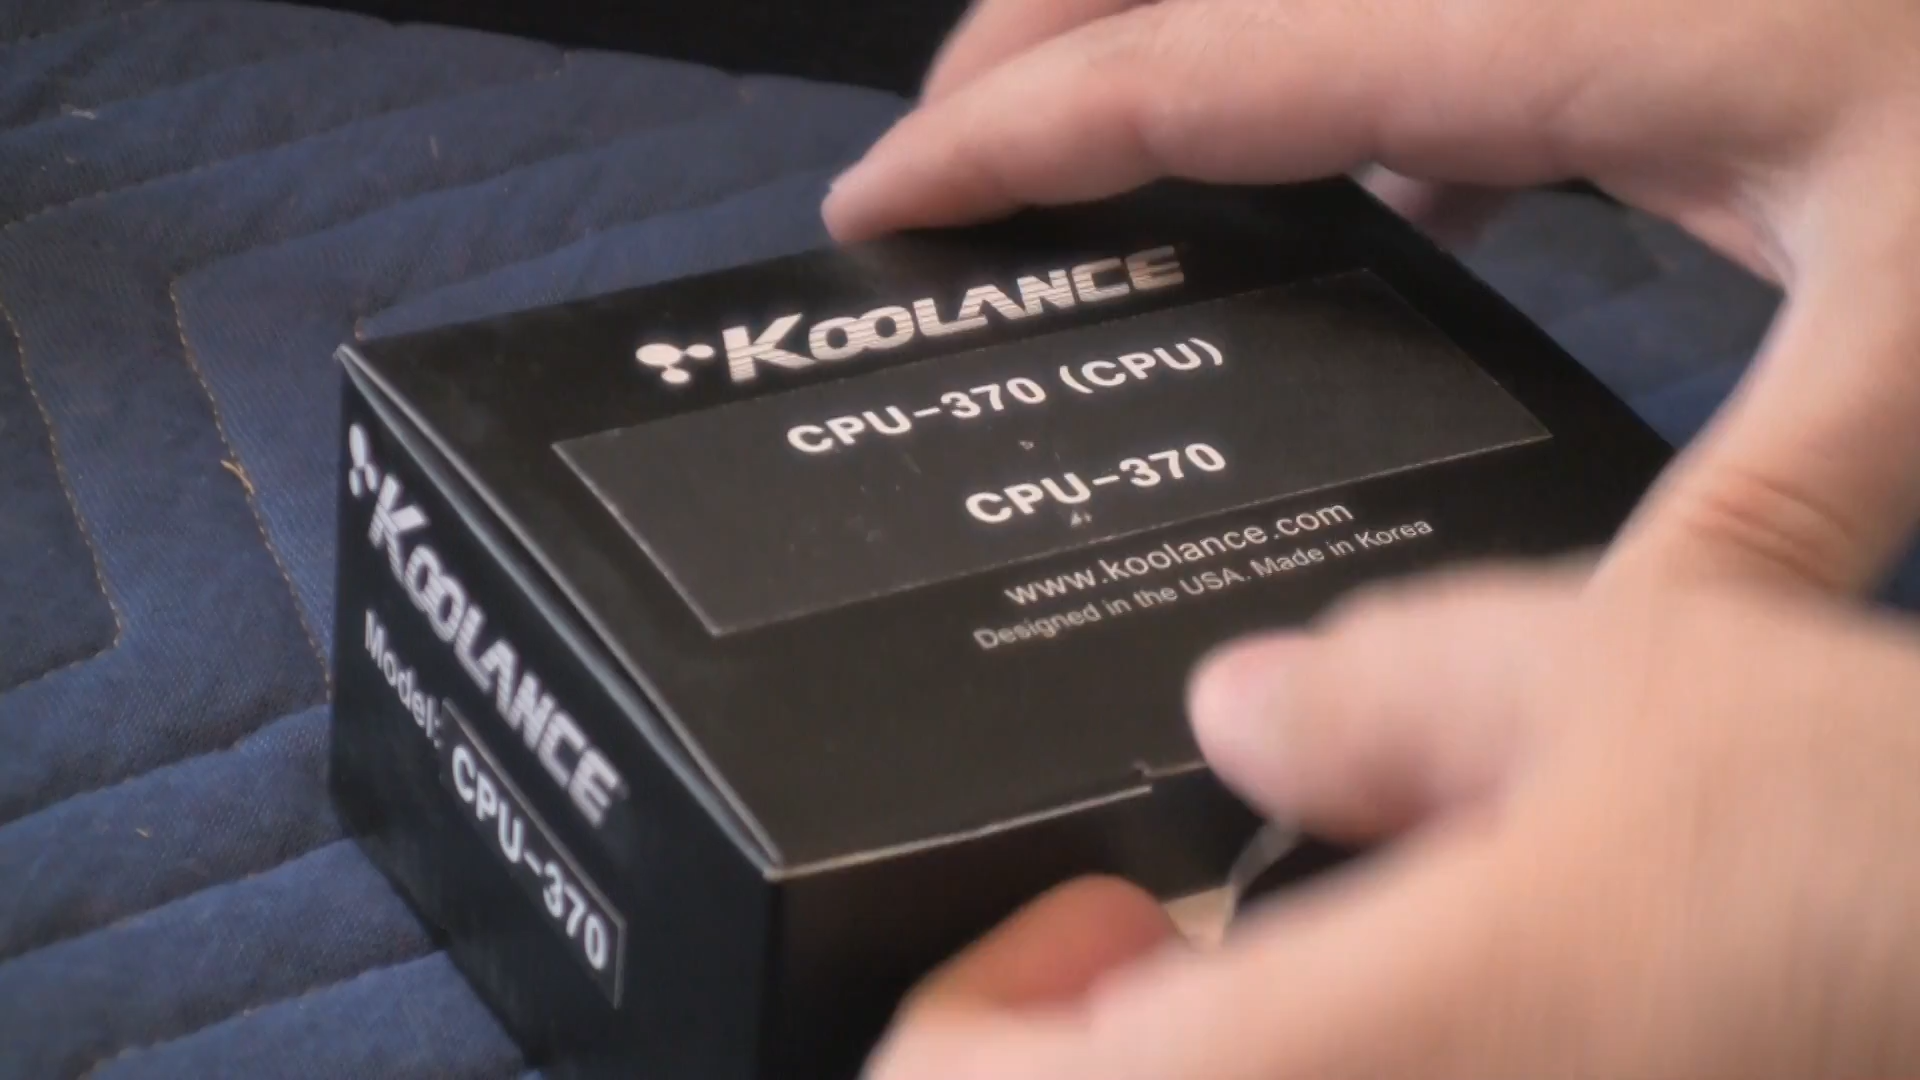 KOOLANCE
CPU-370 (CPU)
CPU-370
www.koolance.com
Designed in the USA. Made in Korea
KOOLANCE
Model: CPU-370